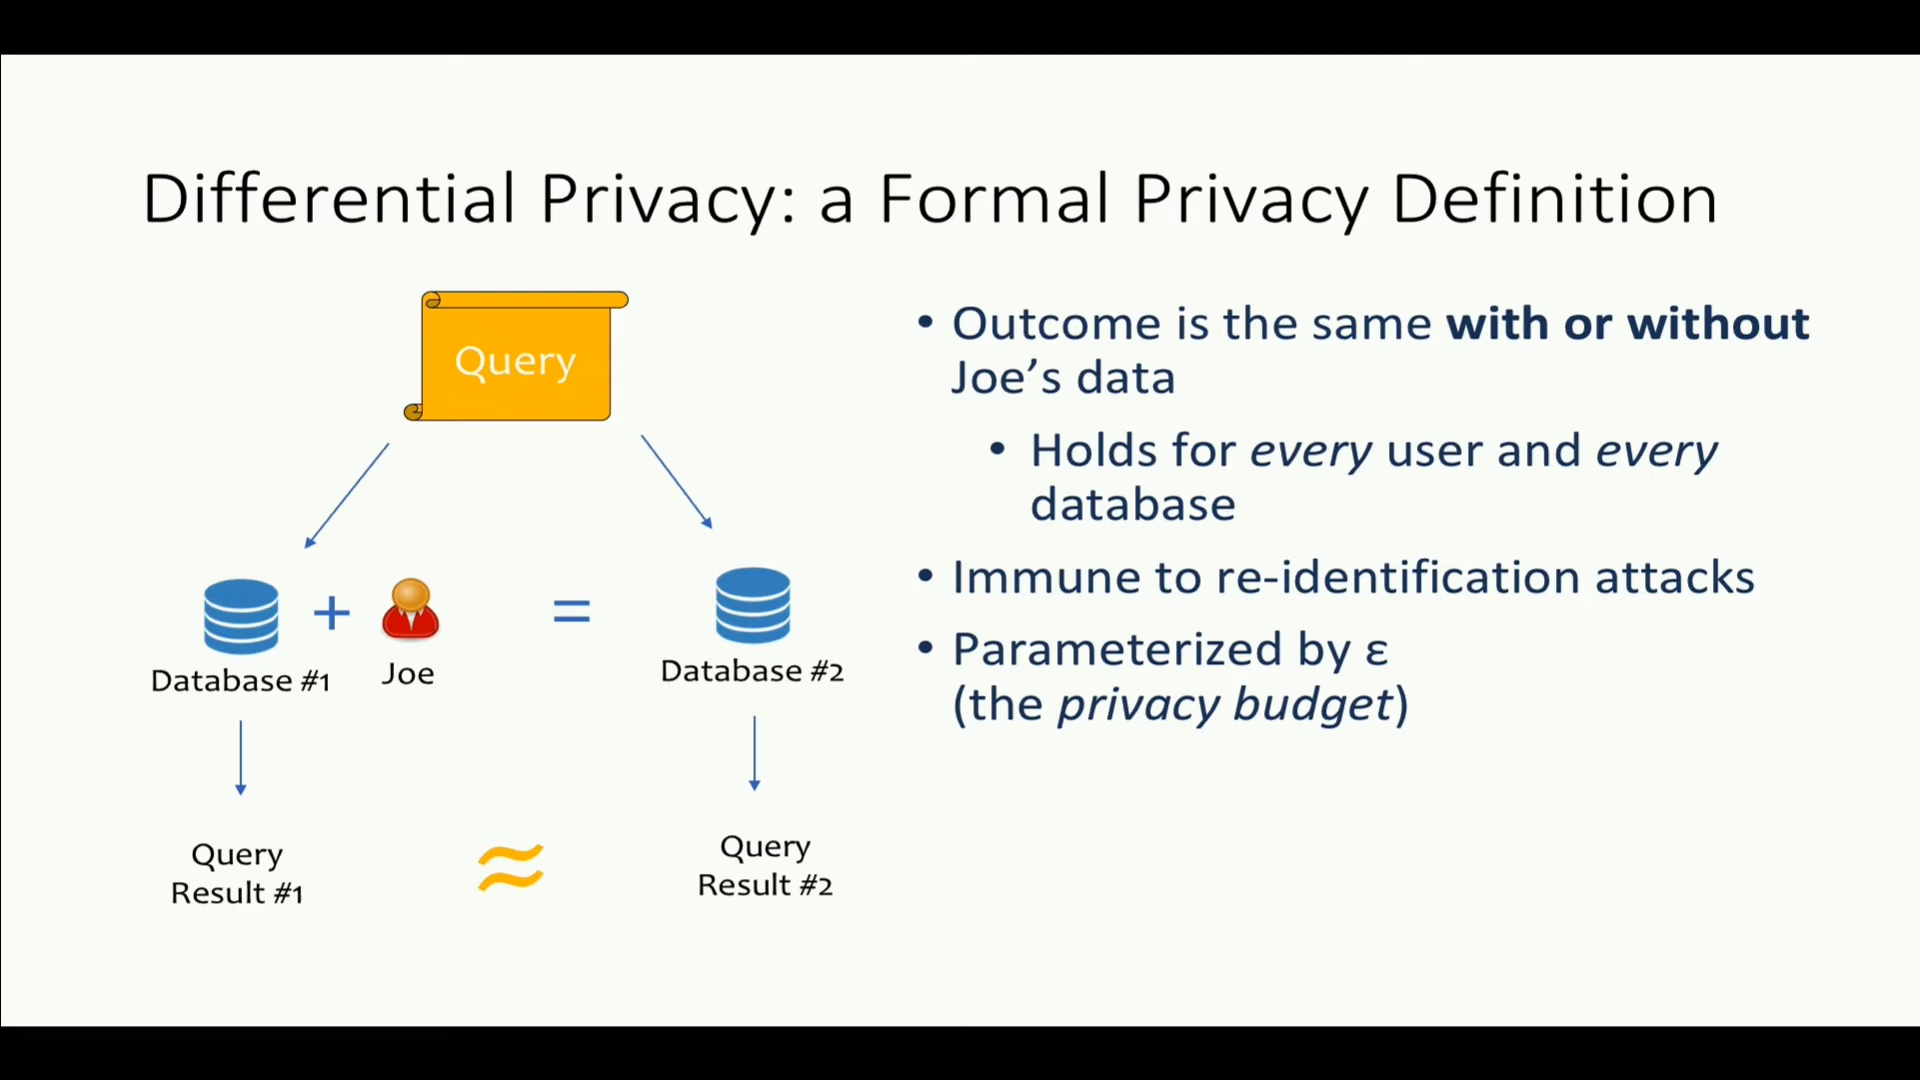 Differential Privacy: a Formal Privacy Definition
Query
Database #1
+
Joe
=
Database #2
Query
Result #1
≈
Query
Result #2
• Outcome is the same with or without
Joe’s data
• Holds for every user and every
database
• Immune to re-identification attacks
• Parameterized by ε
(the privacy budget)